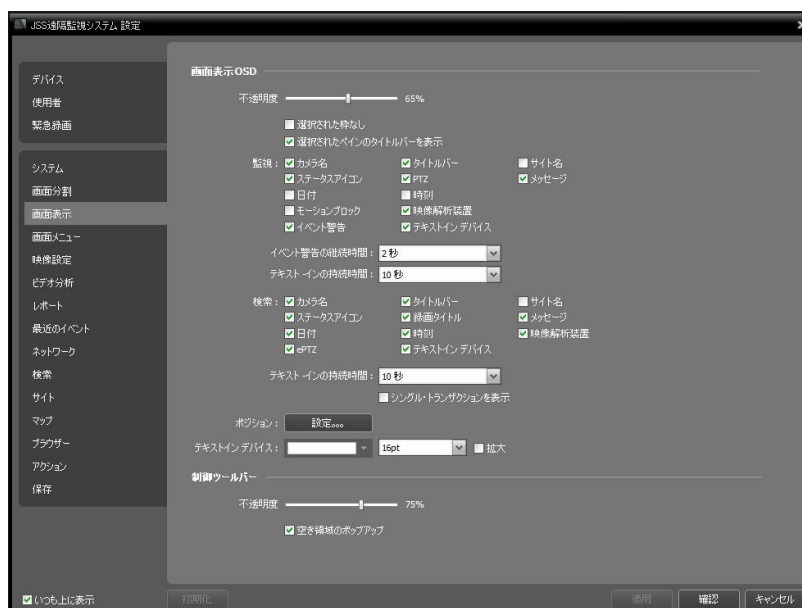 JSS遠隔監視システム 設定
デバイス
使用者
緊急録画
システム
画面分割
画面表示
画面メニュー
映像設定
ビデオ分析
レポート
最近のイベント
ネットワーク
検索
サイト
マップ
ブラウザー
アクション
保存
いつも上に表示
画面表示OSD
不透明度 65%
選択された枠なし
選択されたペインのタイトルバーを表示
監視: カメラ名 タイトルバー サイト名
ステータスアイコン PTZ メッセージ
日付 時刻
モーションブロック 映像解析装置
イベント警告 テキストイン デバイス
イベント警告の継続時間: 2 秒
テキスト-インの持続時間: 10 秒
検索: カメラ名 タイトルバー サイト名
ステータスアイコン 録画タイトル メッセージ
日付 時刻 映像解析装置
ePTZ テキストイン デバイス
テキスト-インの持続時間: 10 秒
シングル・トランザクションを表示
ポジション: 設定...
テキストイン デバイス: 16pt 拡大
制御ツールバー
不透明度 75%
空き領域のポップアップ
初期化 適用 確認 キャンセル